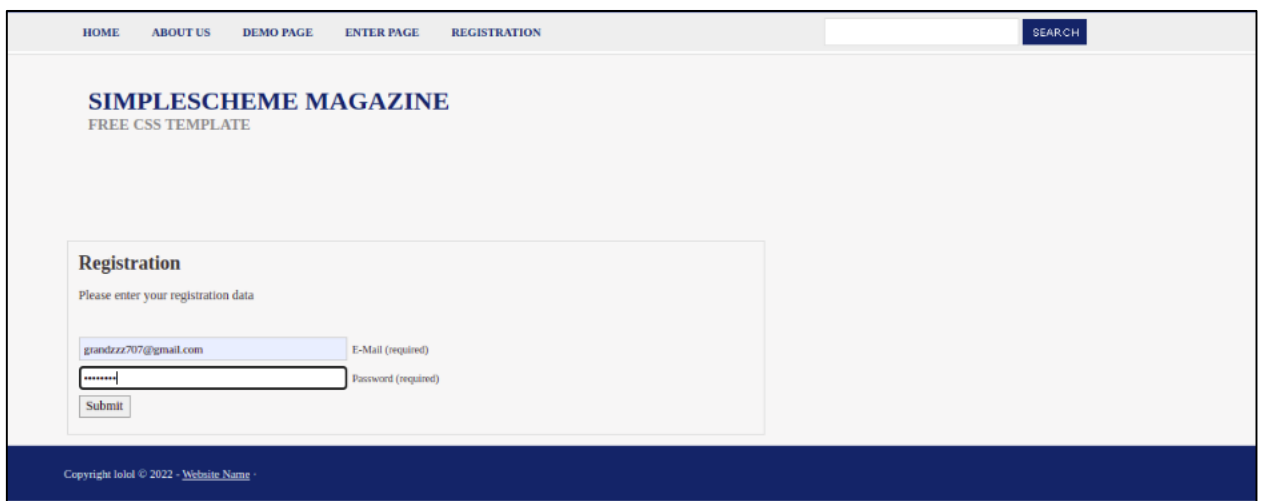 HOME ABOUT US DEMO PAGE ENTER PAGE REGISTRATION SEARCH
SIMPLESCHEME MAGAZINE
FREE CSS TEMPLATE
Registration
Please enter your registration data
grandzzz707@gmail.com E-Mail (required)
•••••••• Password (required)
Submit
Copyright lolol © 2022 - Website Name ·